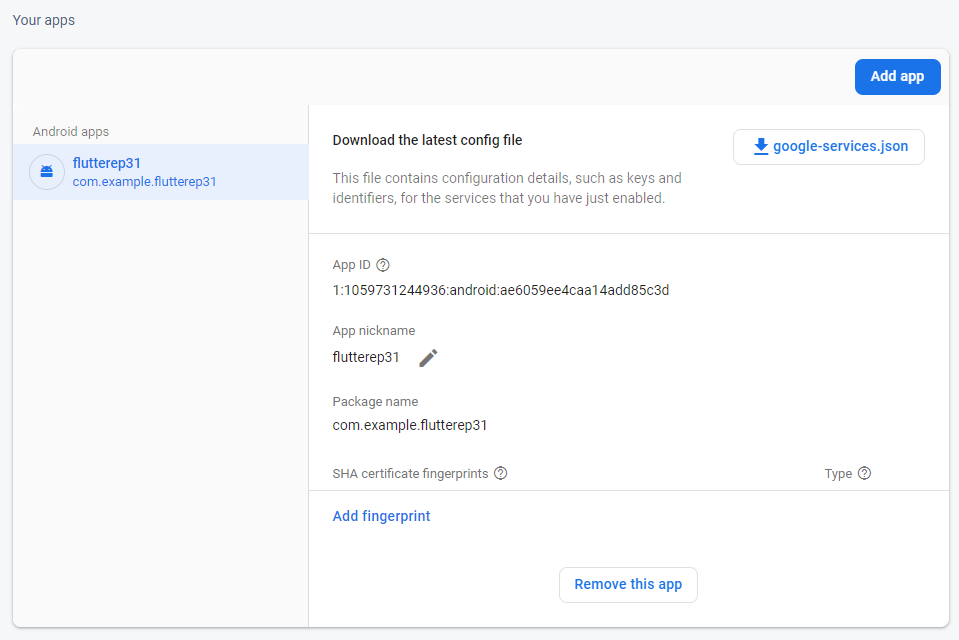 Your apps
Add app
Android apps
flutterep31
com.example.flutterep31
Download the latest config file
google-services.json
This file contains configuration details, such as keys and
identifiers, for the services that you have just enabled.
App ID
1:1059731244936:android:ae6059ee4caa14add85c3d
App nickname
flutterep31
Package name
com.example.flutterep31
SHA certificate fingerprints
Type
Add fingerprint
Remove this app